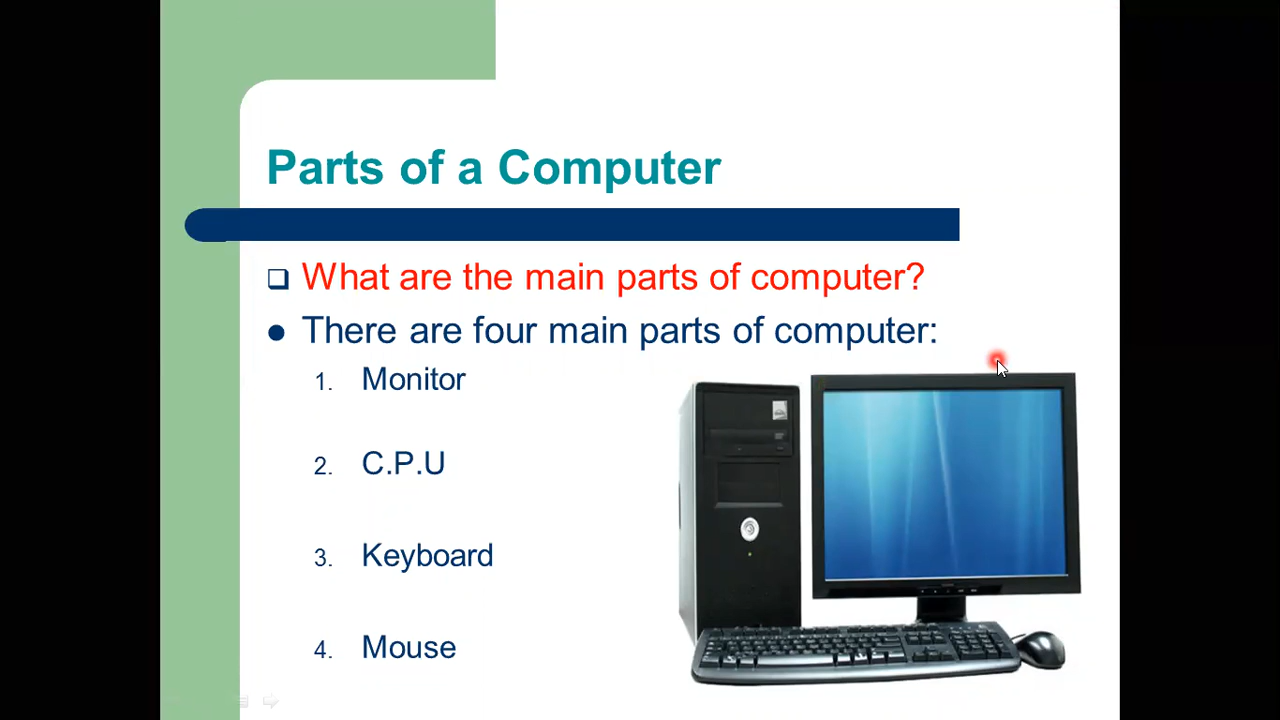 Parts of a Computer
What are the main parts of computer?
There are four main parts of computer:
1. Monitor
2. C.P.U
3. Keyboard
4. Mouse